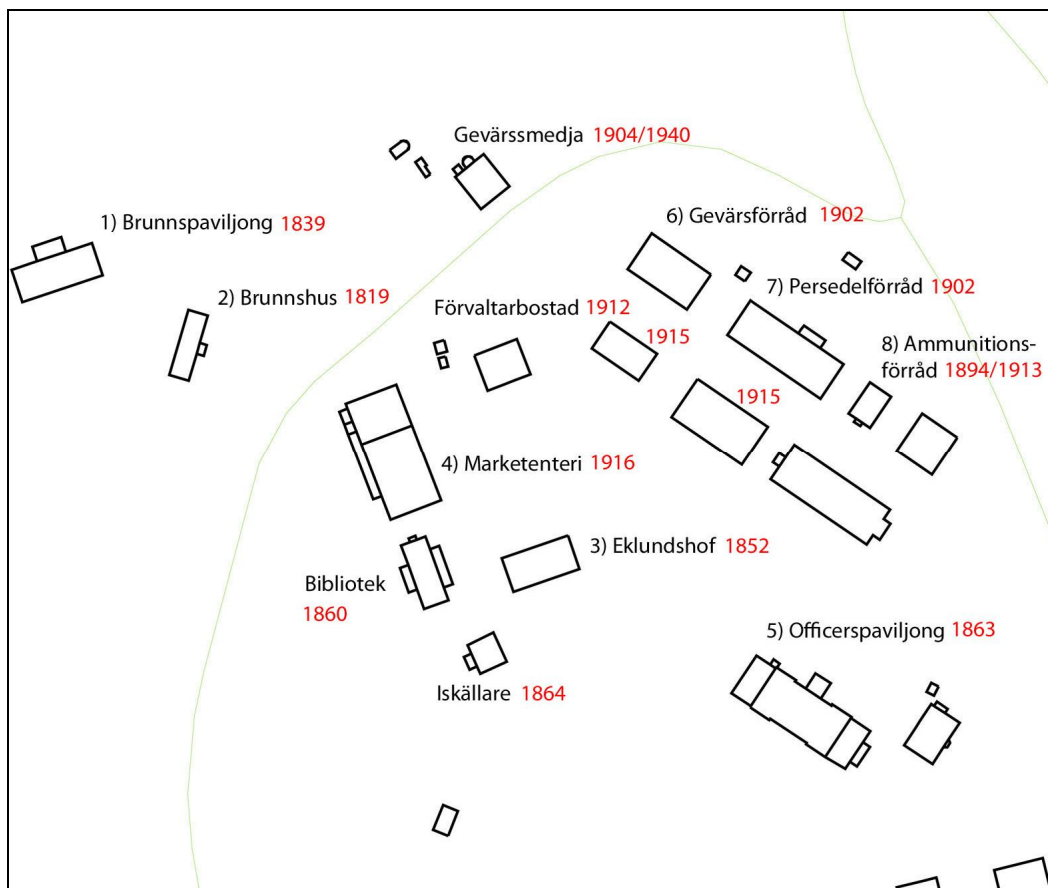 Gevärssmedja 1904/1940
1) Brunnspaviljong 1839
6) Gevärsförråd 1902
2) Brunnshus 1819
7) Persedelförråd 1902
Förvaltarbostad 1912
1915
8) Ammunitions-
förråd 1894/1913
1915
4) Marketenteri 1916
3) Eklundshof 1852
Bibliotek
1860
5) Officerspaviljong 1863
Iskällare 1864